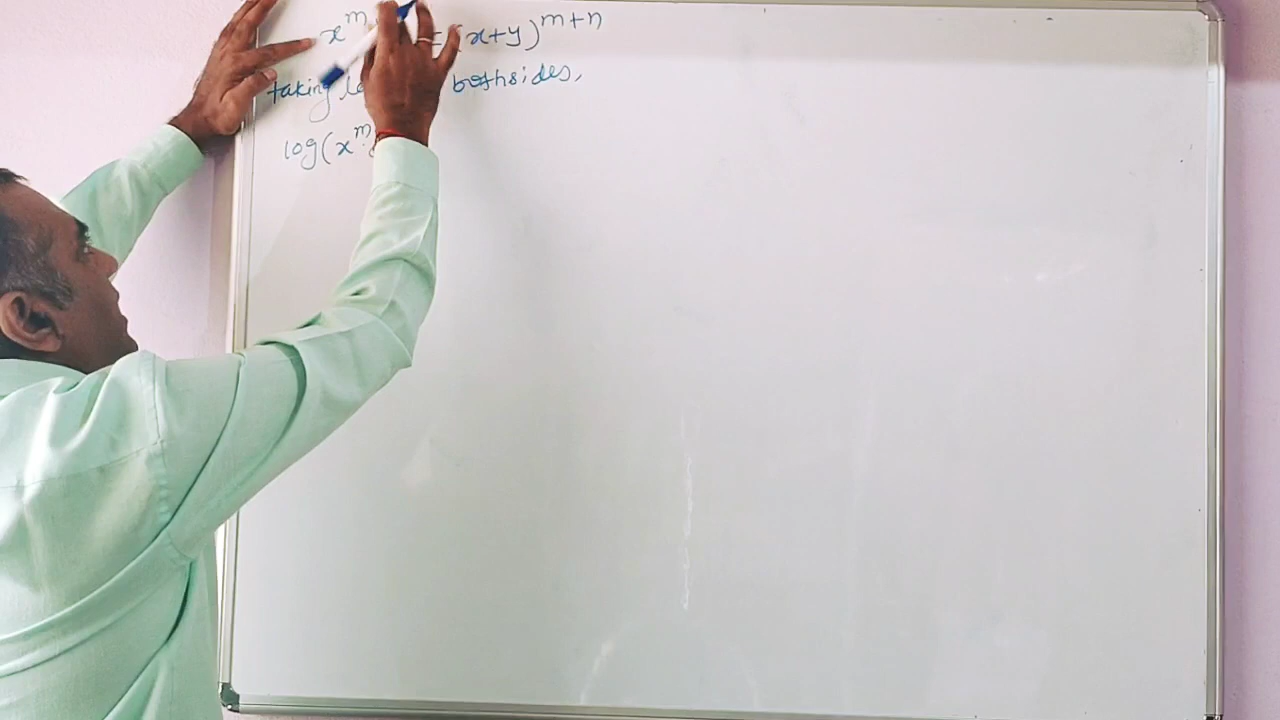 x^m = (x+y)^{m+n}
taking both sides,
log(x^m